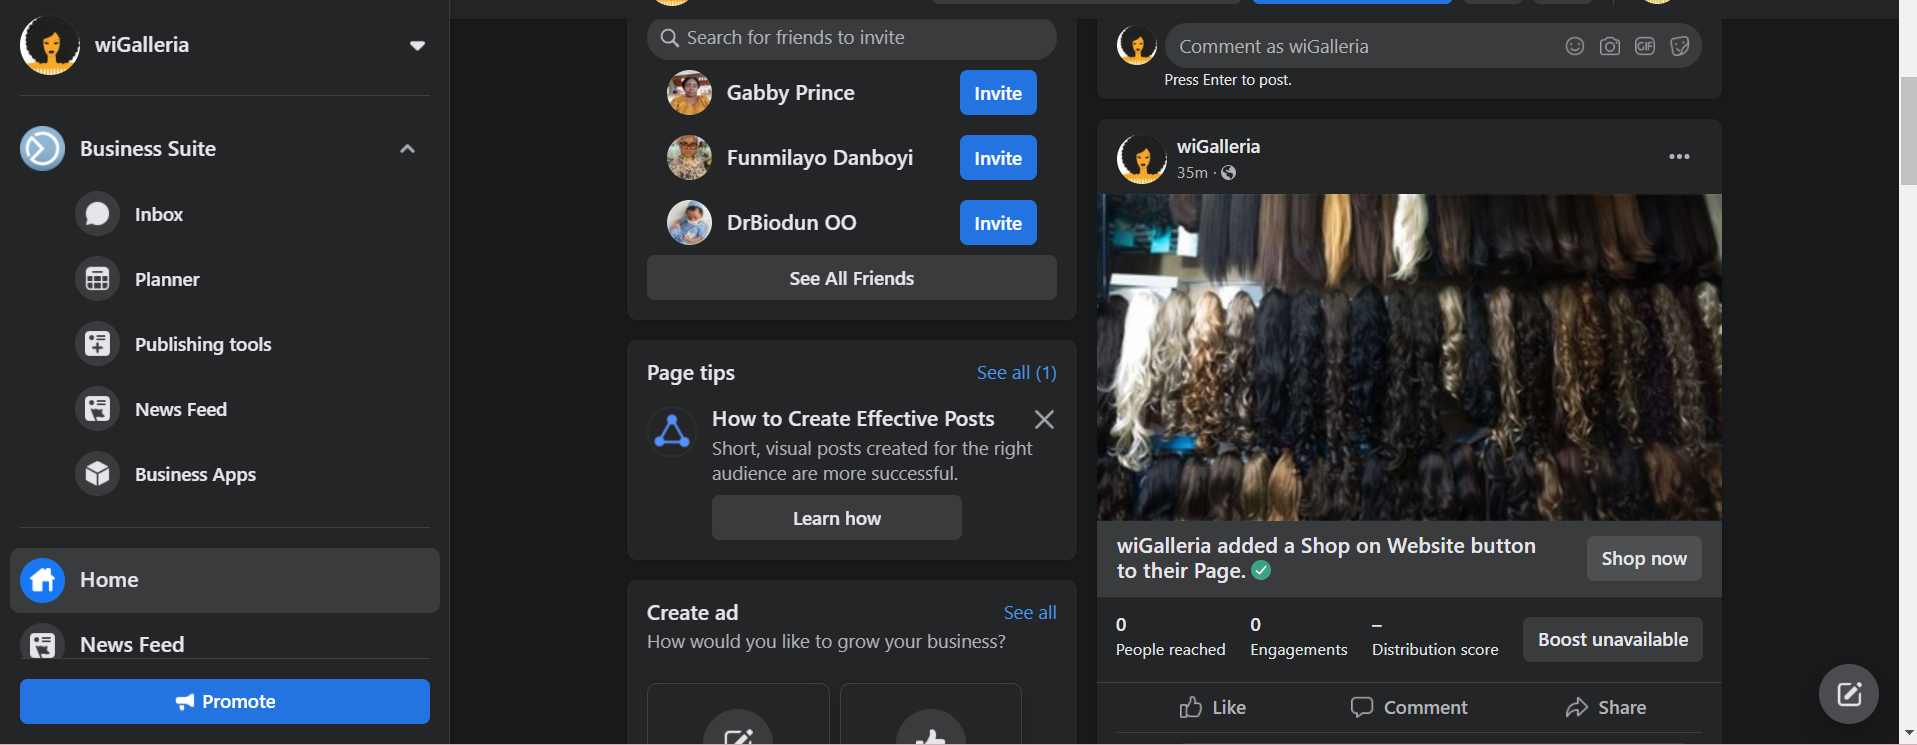 wiGalleria
Business Suite
Inbox
Planner
Publishing tools
News Feed
Business Apps
Home
News Feed
Promote
Search for friends to invite
Gabby Prince
Invite
Funmilayo Danboyi
Invite
DrBiodun OO
Invite
See All Friends
Page tips
See all (1)
How to Create Effective Posts
Short, visual posts created for the right
audience are more successful.
Learn how
Create ad
See all
How would you like to grow your business?
Comment as wiGalleria
GIF
Press Enter to post.
wiGalleria
35m ·
wiGalleria added a Shop on Website button
to their Page.
Shop now
0
People reached
0
Engagements
–
Distribution score
Boost unavailable
Like
Comment
Share